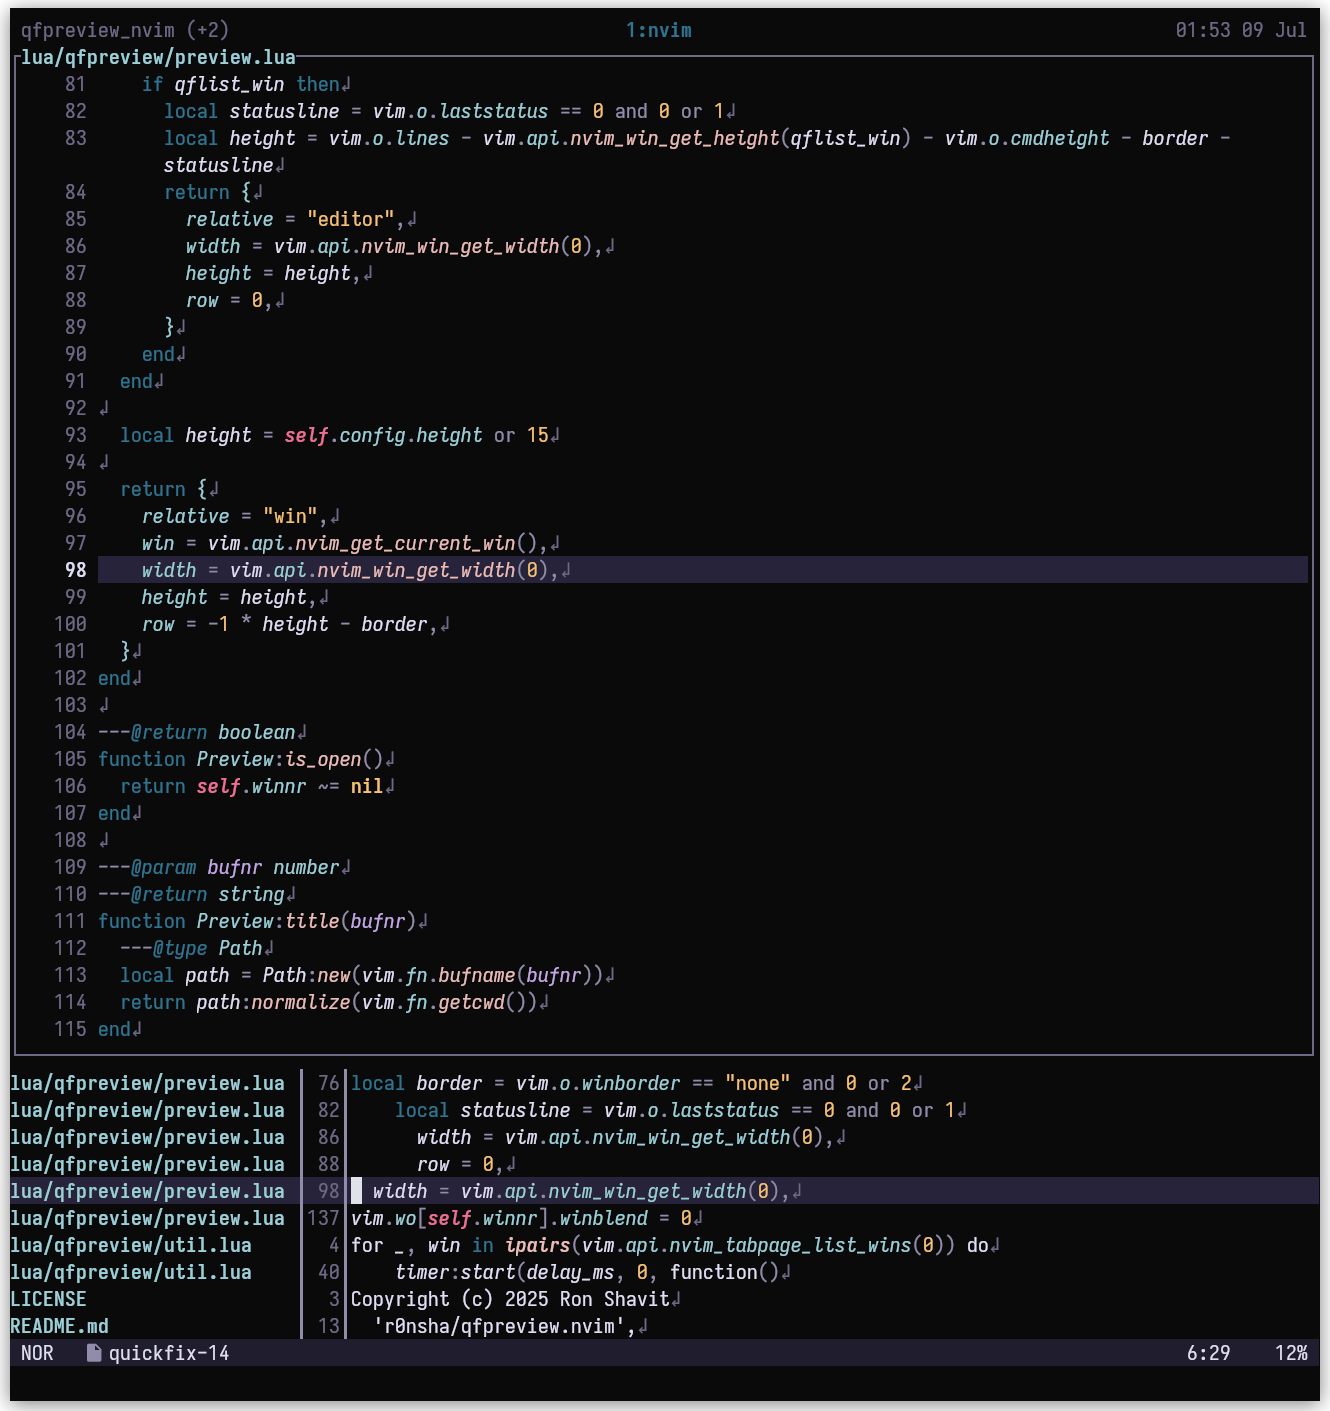 qfpreview_nvim (+2) 1:nvim 01:53 09 Jul
lua/qfpreview/preview.lua
81     if qflist_win then↲
82       local statusline = vim.o.laststatus == 0 and 0 or 1↲
83       local height = vim.o.lines - vim.api.nvim_win_get_height(qflist_win) - vim.o.cmdheight - border -
      statusline↲
84       return {↲
85         relative = "editor",↲
86         width = vim.api.nvim_win_get_width(0),↲
87         height = height,↲
88         row = 0,↲
89       }↲
90     end↲
91   end↲
92 ↲
93   local height = self.config.height or 15↲
94 ↲
95   return {↲
96     relative = "win",↲
97     win = vim.api.nvim_get_current_win(),↲
98     width = vim.api.nvim_win_get_width(0),↲
99     height = height,↲
100     row = -1 * height - border,↲
101   }↲
102 end↲
103 ↲
104 ---@return boolean↲
105 function Preview:is_open()↲
106   return self.winnr ~= nil↲
107 end↲
108 ↲
109 ---@param bufnr number↲
110 ---@return string↲
111 function Preview:title(bufnr)↲
112   ---@type Path↲
113   local path = Path:new(vim.fn.bufname(bufnr))↲
114   return path:normalize(vim.fn.getcwd())↲
115 end↲
lua/qfpreview/preview.lua 76 local border = vim.o.winborder == "none" and 0 or 2↲
lua/qfpreview/preview.lua 82     local statusline = vim.o.laststatus == 0 and 0 or 1↲
lua/qfpreview/preview.lua 86       width = vim.api.nvim_win_get_width(0),↲
lua/qfpreview/preview.lua 88       row = 0,↲
lua/qfpreview/preview.lua 98   width = vim.api.nvim_win_get_width(0),↲
lua/qfpreview/preview.lua 137 vim.wo[self.winnr].winblend = 0↲
lua/qfpreview/util.lua 4 for _, win in ipairs(vim.api.nvim_tabpage_list_wins(0)) do↲
lua/qfpreview/util.lua 40     timer:start(delay_ms, 0, function()↲
LICENSE 3 Copyright (c) 2025 Ron Shavit↲
README.md 13   'r0nsha/qfpreview.nvim',↲
NOR quickfix-14 6:29 12%